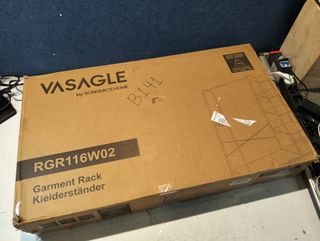 VASAGLE
by SONGMICS HOME
B141
RGR116W02
Garment Rack
Kleiderständer